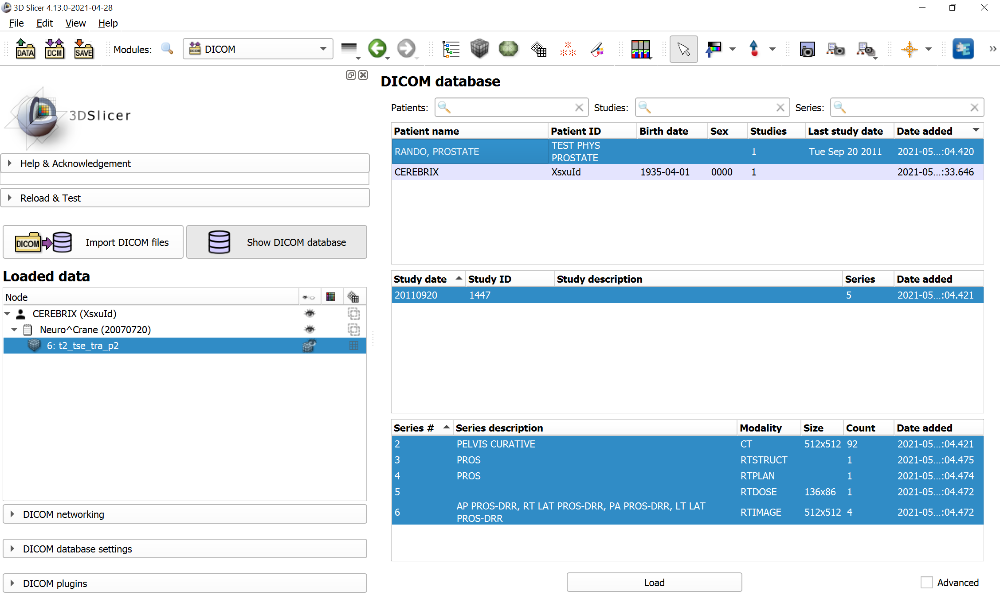 3D Slicer 4.13.0-2021-04-28
File Edit View Help
DATA DCM SAVE Modules: DICOM
3DSlicer
Help & Acknowledgement
Reload & Test
DICOM Import DICOM files Show DICOM database
Loaded data
Node
CEREBRIX (XsxuId)
Neuro^Crane (20070720)
6: t2_tse_tra_p2
DICOM networking
DICOM database settings
DICOM plugins
DICOM database
Patients: Studies: Series:
Patient name Patient ID Birth date Sex Studies Last study date Date added
RANDO, PROSTATE TEST PHYS PROSTATE 1 Tue Sep 20 2011 2021-05...:04.420
CEREBRIX XsxuId 1935-04-01 0000 1 2021-05...:33.646
Study date Study ID Study description Series Date added
20110920 1447 5 2021-05...:04.421
Series # Series description Modality Size Count Date added
2 PELVIS CURATIVE CT 512x512 92 2021-05...:04.421
3 PROS RTSTRUCT 1 2021-05...:04.475
4 PROS RTPLAN 1 2021-05...:04.474
5 RTDOSE 136x86 1 2021-05...:04.472
6 AP PROS-DRR, RT LAT PROS-DRR, PA PROS-DRR, LT LAT PROS-DRR RTIMAGE 512x512 4 2021-05...:04.472
Load Advanced